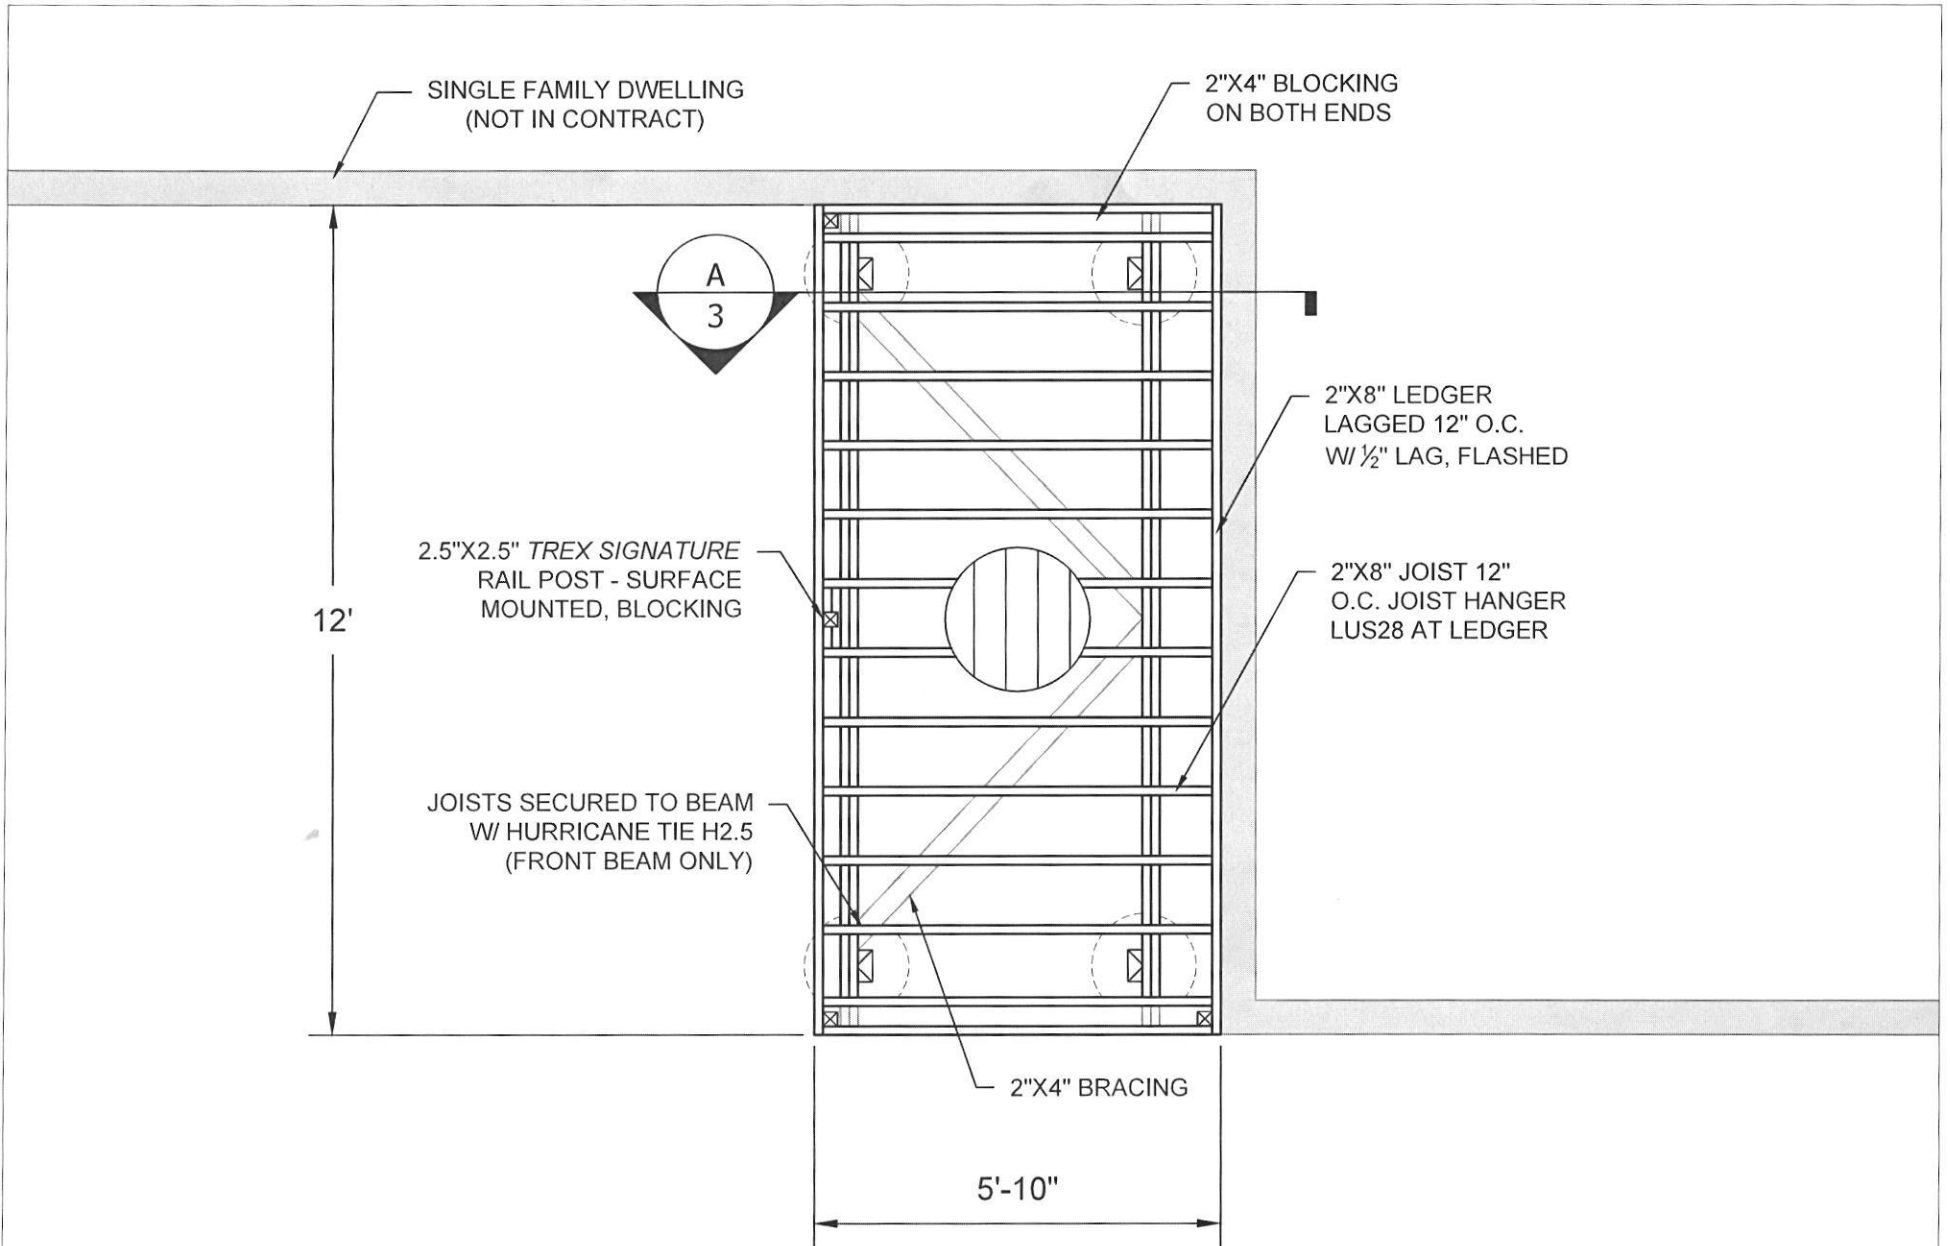 SINGLE FAMILY DWELLING
(NOT IN CONTRACT)
2"X4" BLOCKING
ON BOTH ENDS
A
3
2"X8" LEDGER
LAGGED 12" O.C.
W/ ½" LAG, FLASHED
2.5"X2.5" TREX SIGNATURE
RAIL POST - SURFACE
MOUNTED, BLOCKING
2"X8" JOIST 12"
O.C. JOIST HANGER
LUS28 AT LEDGER
12'
JOISTS SECURED TO BEAM
W/ HURRICANE TIE H2.5
(FRONT BEAM ONLY)
2"X4" BRACING
5'-10"